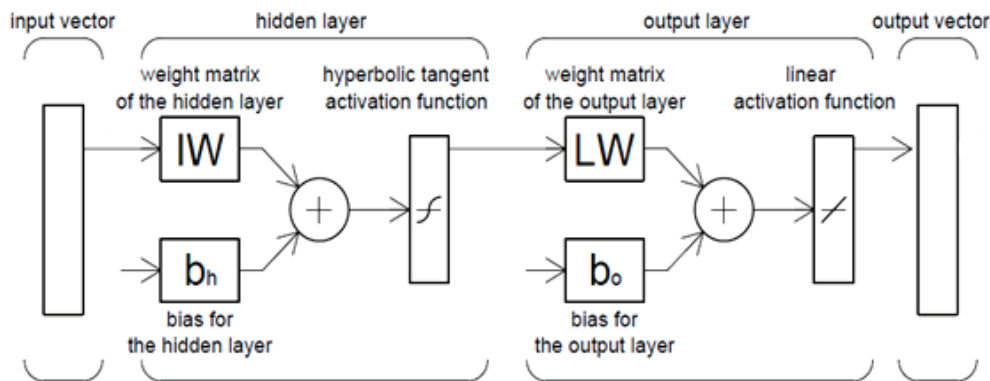 input vector
hidden layer
output layer
output vector
weight matrix
of the hidden layer
hyperbolic tangent
activation function
weight matrix
of the output layer
linear
activation function
IW
LW
bh
bo
bias for
the hidden layer
bias for
the output layer